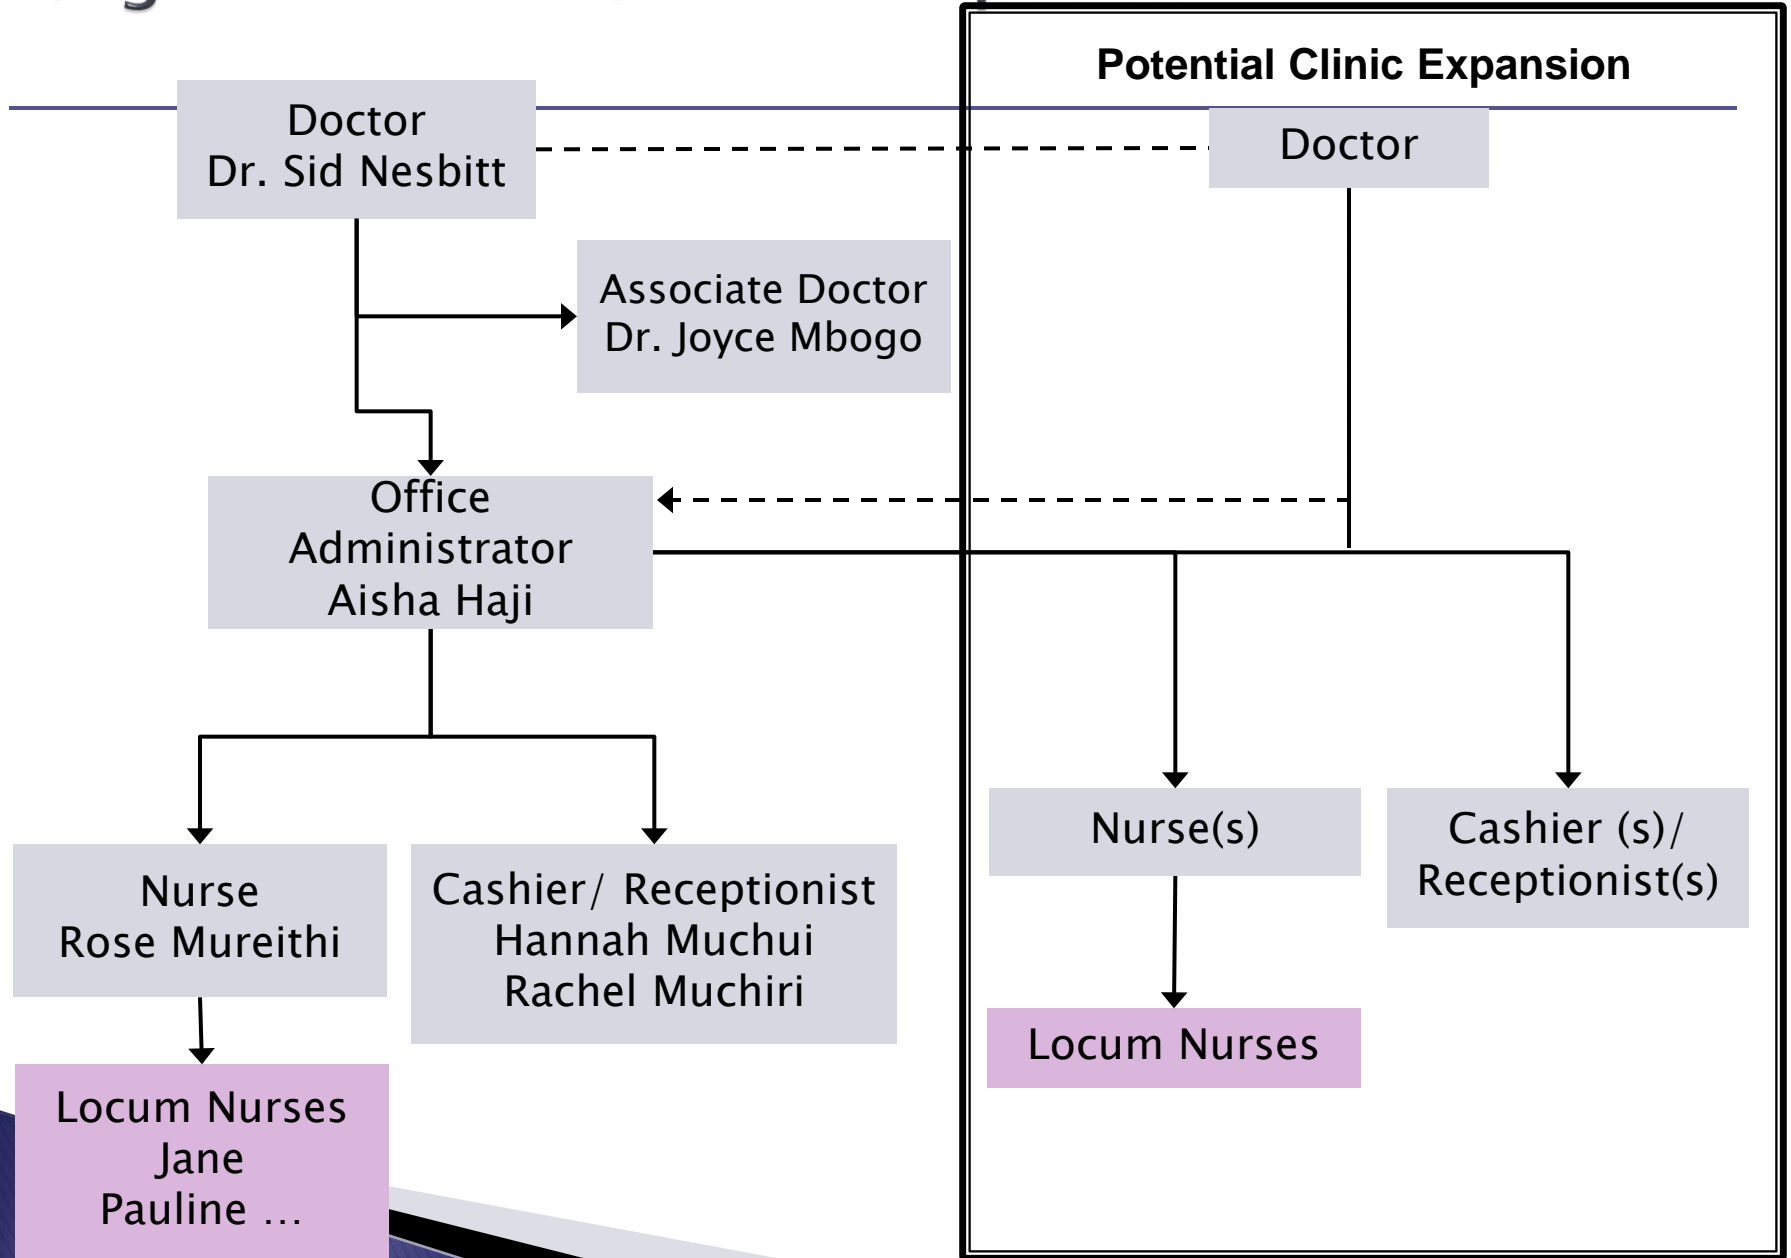 Potential Clinic Expansion
Doctor
Dr. Sid Nesbitt
Doctor
Associate Doctor
Dr. Joyce Mbogo
Office
Administrator
Aisha Haji
Nurse
Rose Mureithi
Cashier/ Receptionist
Hannah Muchui
Rachel Muchiri
Nurse(s)
Cashier (s)/
Receptionist(s)
Locum Nurses
Jane
Pauline …
Locum Nurses